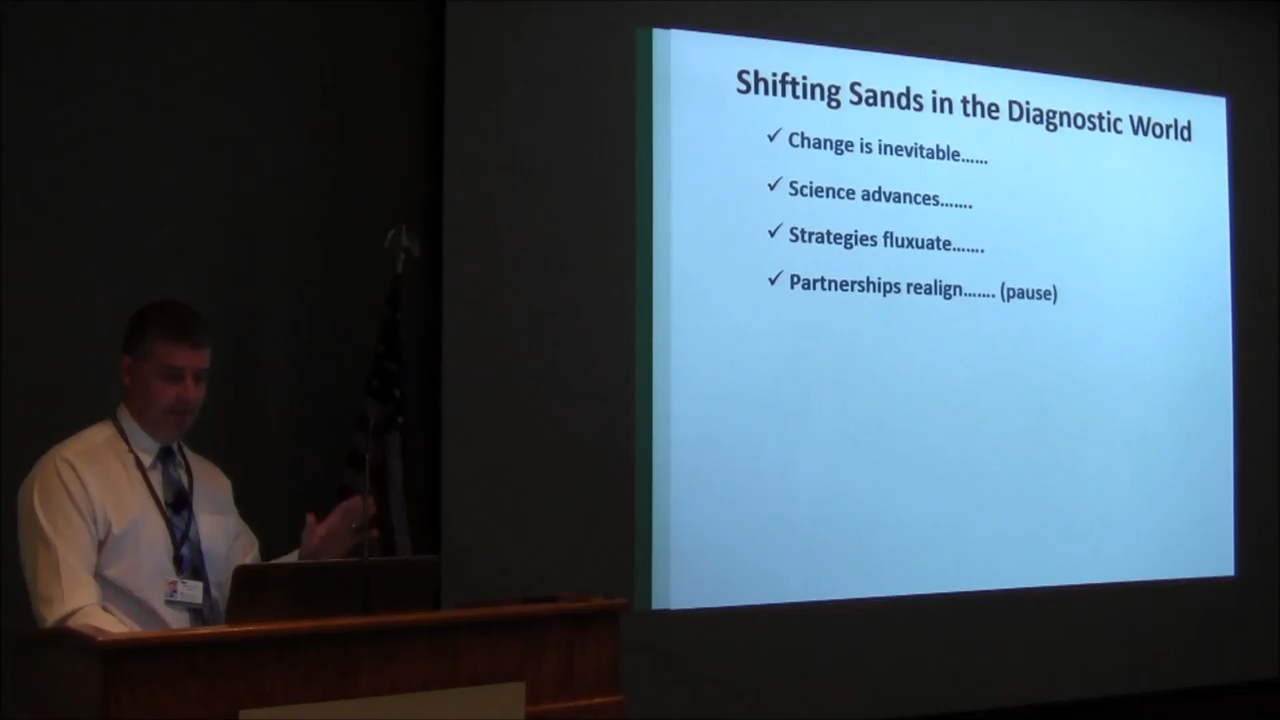 Shifting Sands in the Diagnostic World
✓ Change is inevitable……
✓ Science advances…….
✓ Strategies fluxuate…….
✓ Partnerships realign……. (pause)